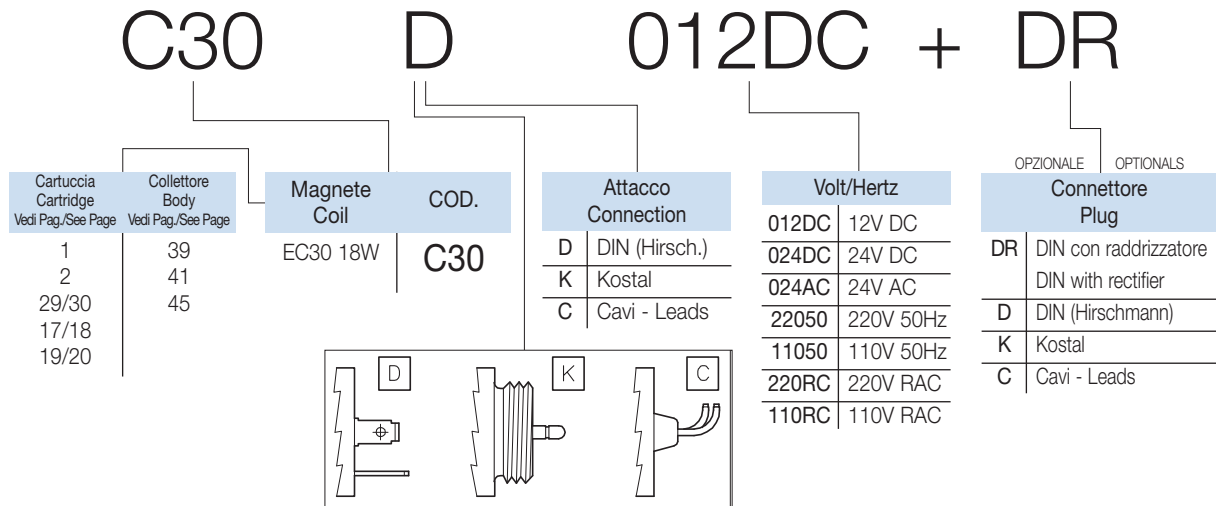 C30 D 012DC + DR
OPZIONALE OPTIONALS
Cartuccia
Cartridge
Vedi Pag./See Page
1
2
29/30
17/18
19/20
Collettore
Body
Vedi Pag./See Page
39
41
45
Magnete
Coil
COD.
EC30 18W C30
Attacco
Connection
D DIN (Hirsch.)
K Kostal
C Cavi - Leads
D K C
Volt/Hertz
012DC 12V DC
024DC 24V DC
024AC 24V AC
22050 220V 50Hz
11050 110V 50Hz
220RC 220V RAC
110RC 110V RAC
Connettore
Plug
DR DIN con raddrizzatore
DIN with rectifier
D DIN (Hirschmann)
K Kostal
C Cavi - Leads